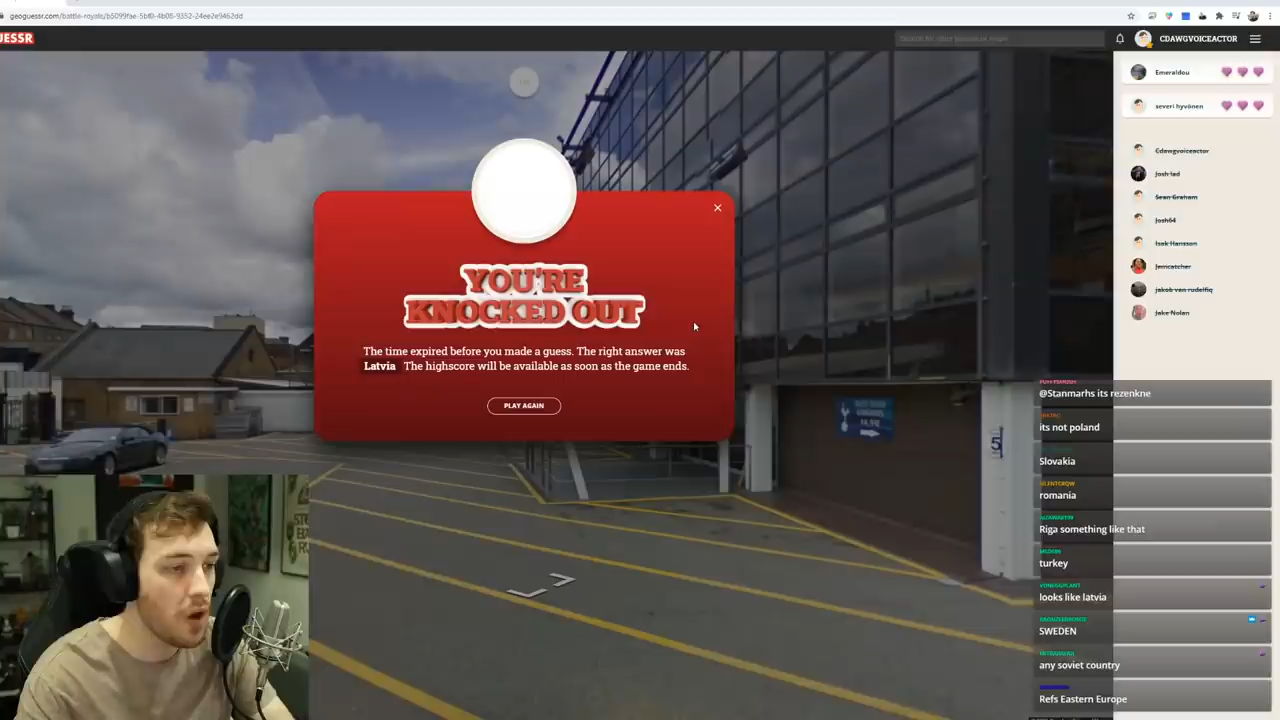 geoguessr.com/battle-royale/b5099fae-5bf0-4b08-9352-24ee2e9462dd
UESSR
CDAWGVOICEACTOR
Emeraldou
severi hyvönen
Cdawgvoiceactor
Josh lad
Sean Graham
Josh64
Isak Hansson
Jemcatcher
jakob van rudelfiq
Jake Nolan
YOU'RE
KNOCKED OUT
The time expired before you made a guess. The right answer was
Latvia The highscore will be available as soon as the game ends.
PLAY AGAIN
5
@Stanmarhs its rezenkne
its not poland
Slovakia
romania
Riga something like that
turkey
looks like latvia
SWEDEN
any soviet country
Refs Eastern Europe